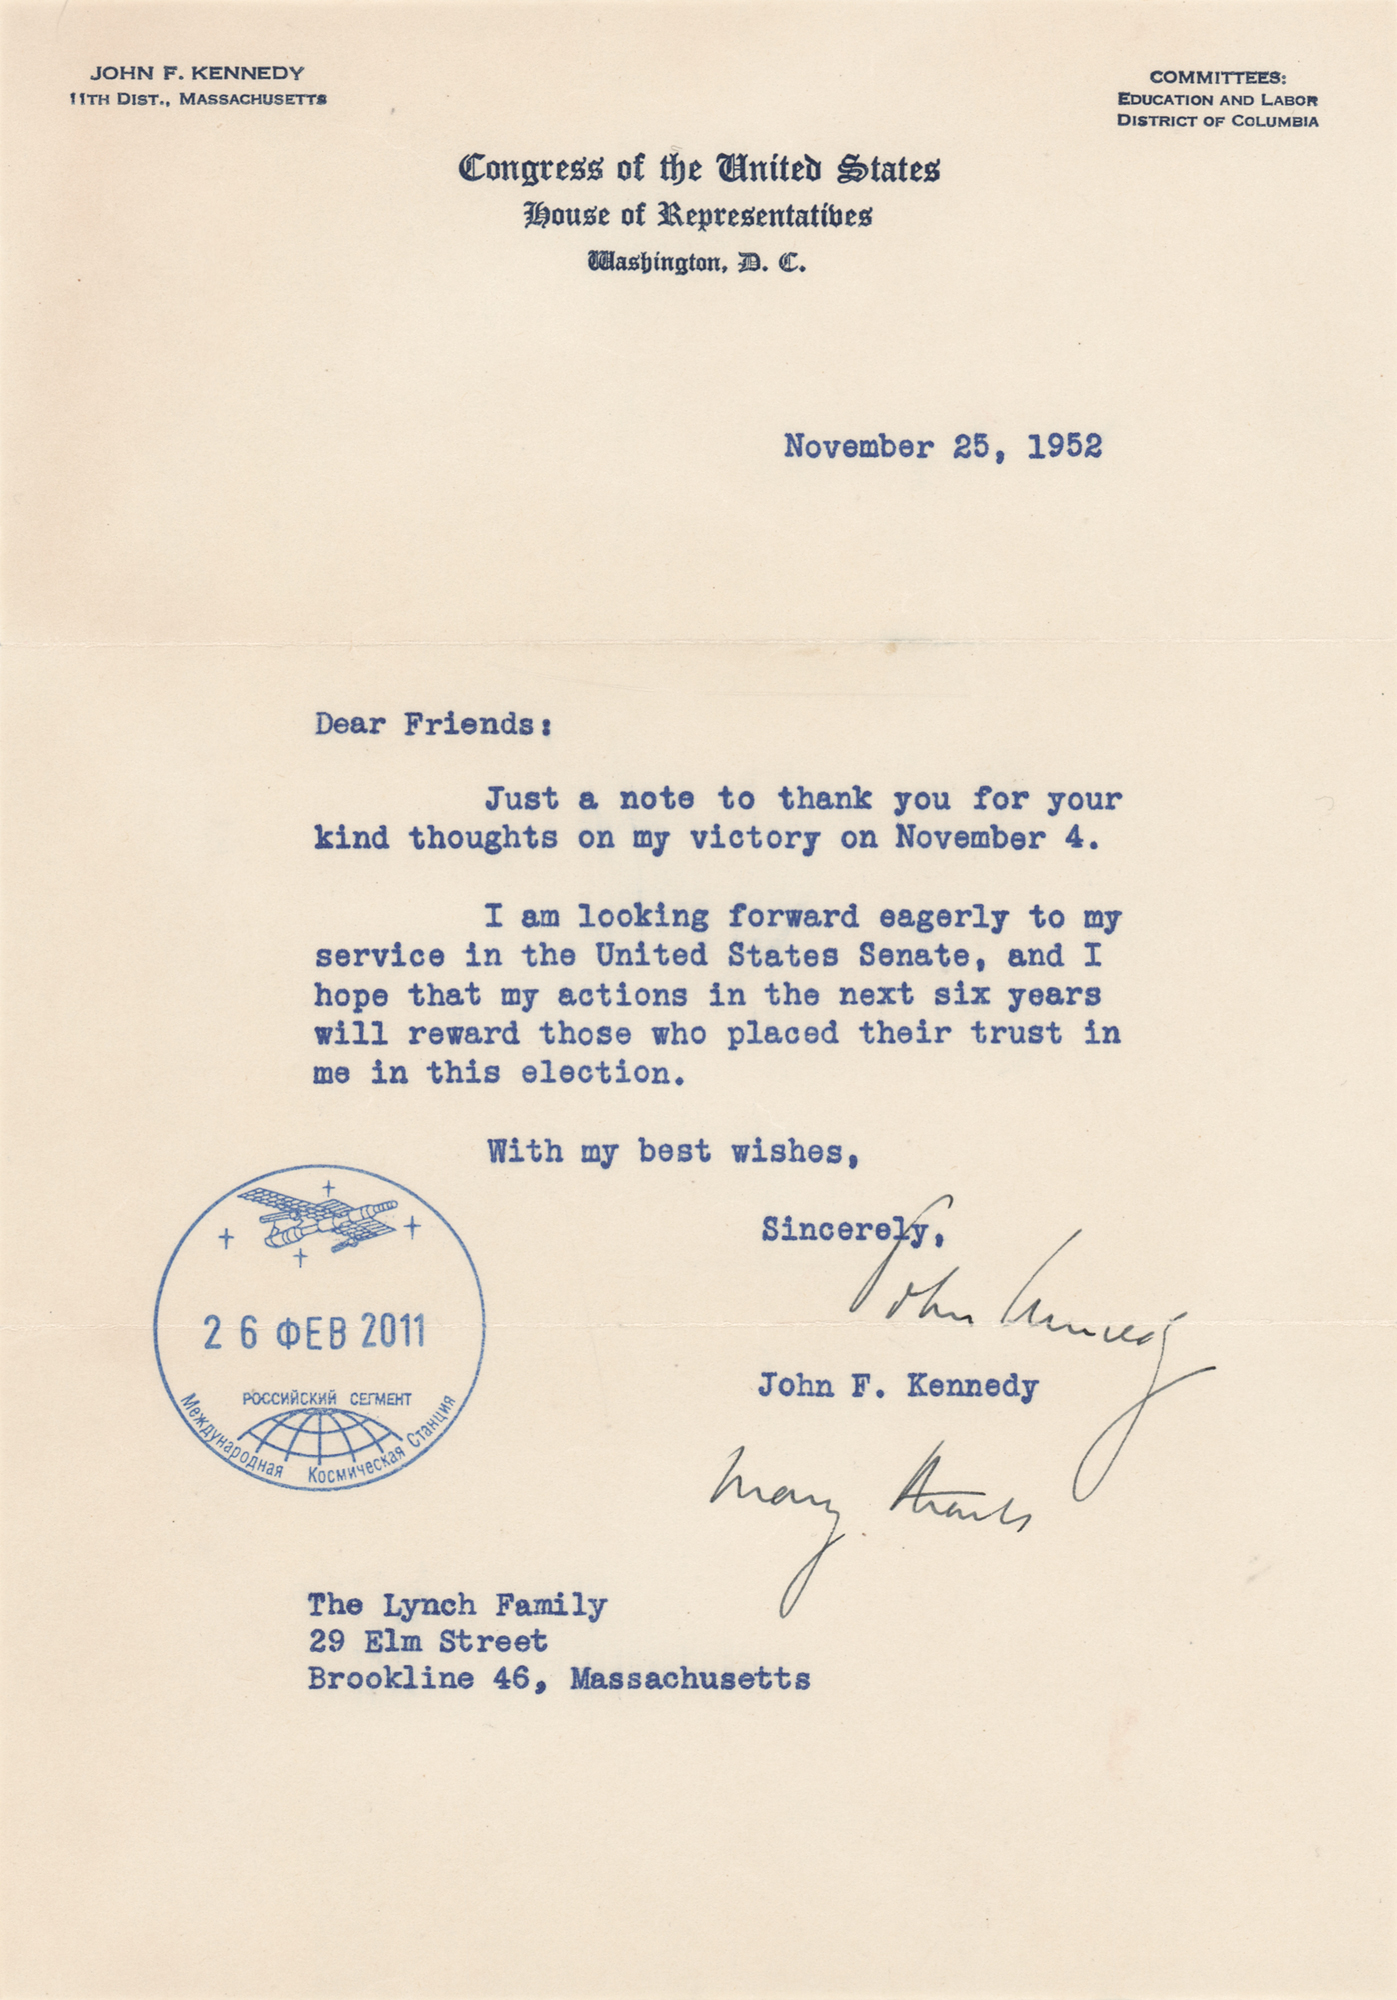 JOHN F. KENNEDY
11TH DIST., MASSACHUSETTS
COMMITTEES:
EDUCATION AND LABOR
DISTRICT OF COLUMBIA
Congress of the United States
House of Representatives
Washington, D. C.
November 25, 1952
Dear Friends:
Just a note to thank you for your
kind thoughts on my victory on November 4.
I am looking forward eagerly to my
service in the United States Senate, and I
hope that my actions in the next six years
will reward those who placed their trust in
me in this election.
With my best wishes,
Sincerely,
John Kennedy
John F. Kennedy
Many thanks
26 ФЕВ 2011
РОССИЙСКИЙ СЕГМЕНТ
Международная Космическая Станция
The Lynch Family
29 Elm Street
Brookline 46, Massachusetts